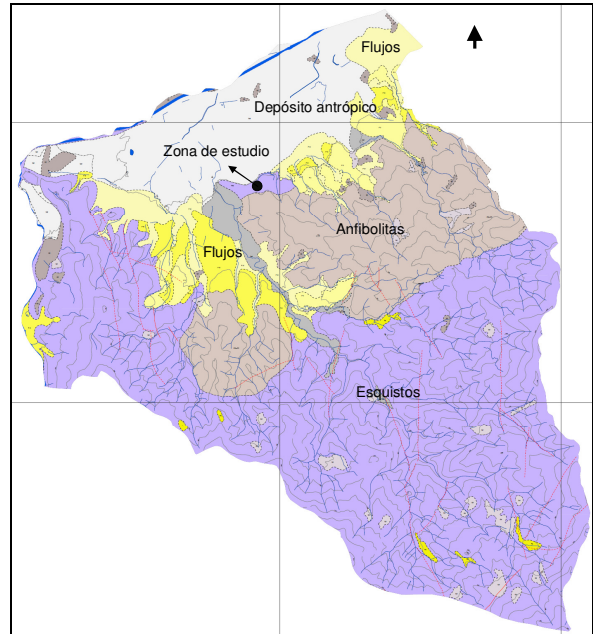 Flujos
Depósito antrópico
Zona de estudio
Anfibolitas
Flujos
Esquistos